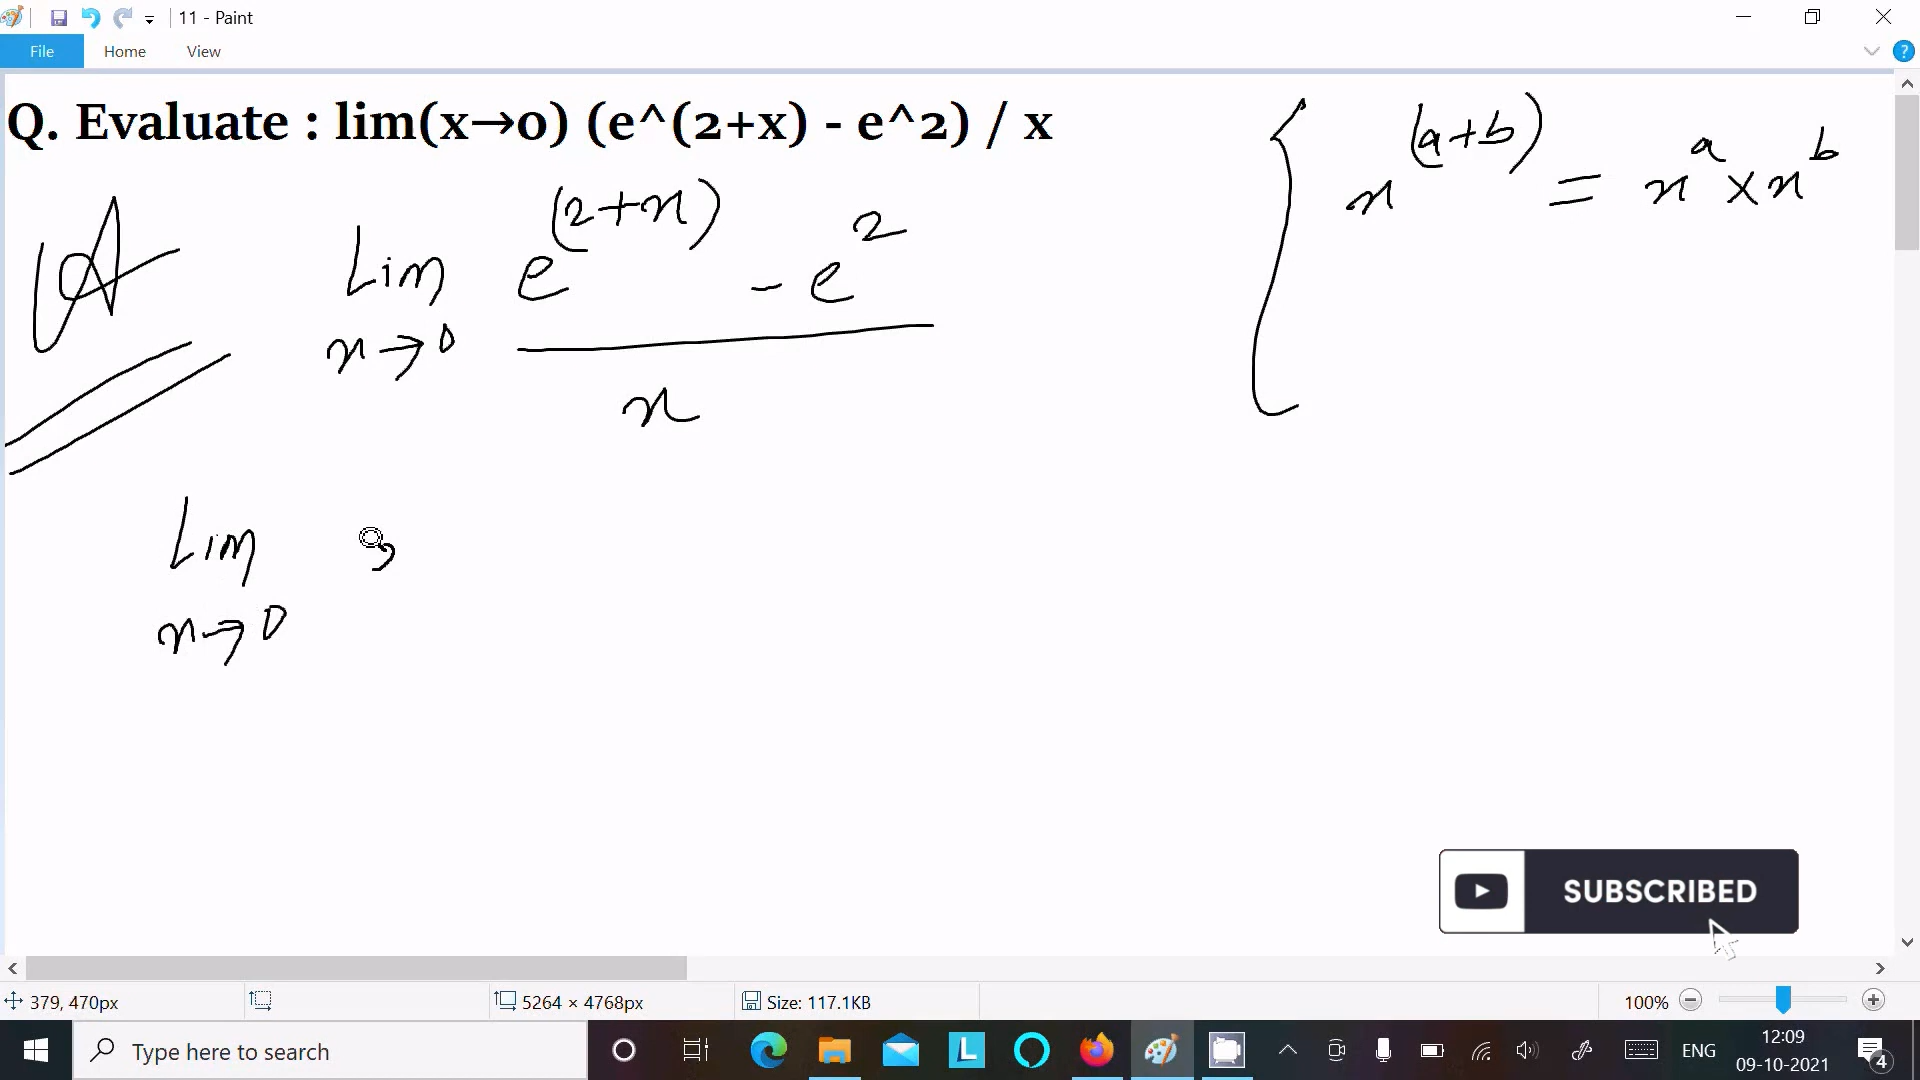 11 - Paint
File Home View
Q. Evaluate : lim(x→0) (e^(2+x) - e^2) / x
x^(a+b) = x^a × x^b
Lim e^(2+x) - e^2
x→0
x
Lim
x→0
SUBSCRIBED
379, 470px 5264 × 4768px Size: 117.1KB 100%
Type here to search
L
ENG
12:09
09-10-2021
4